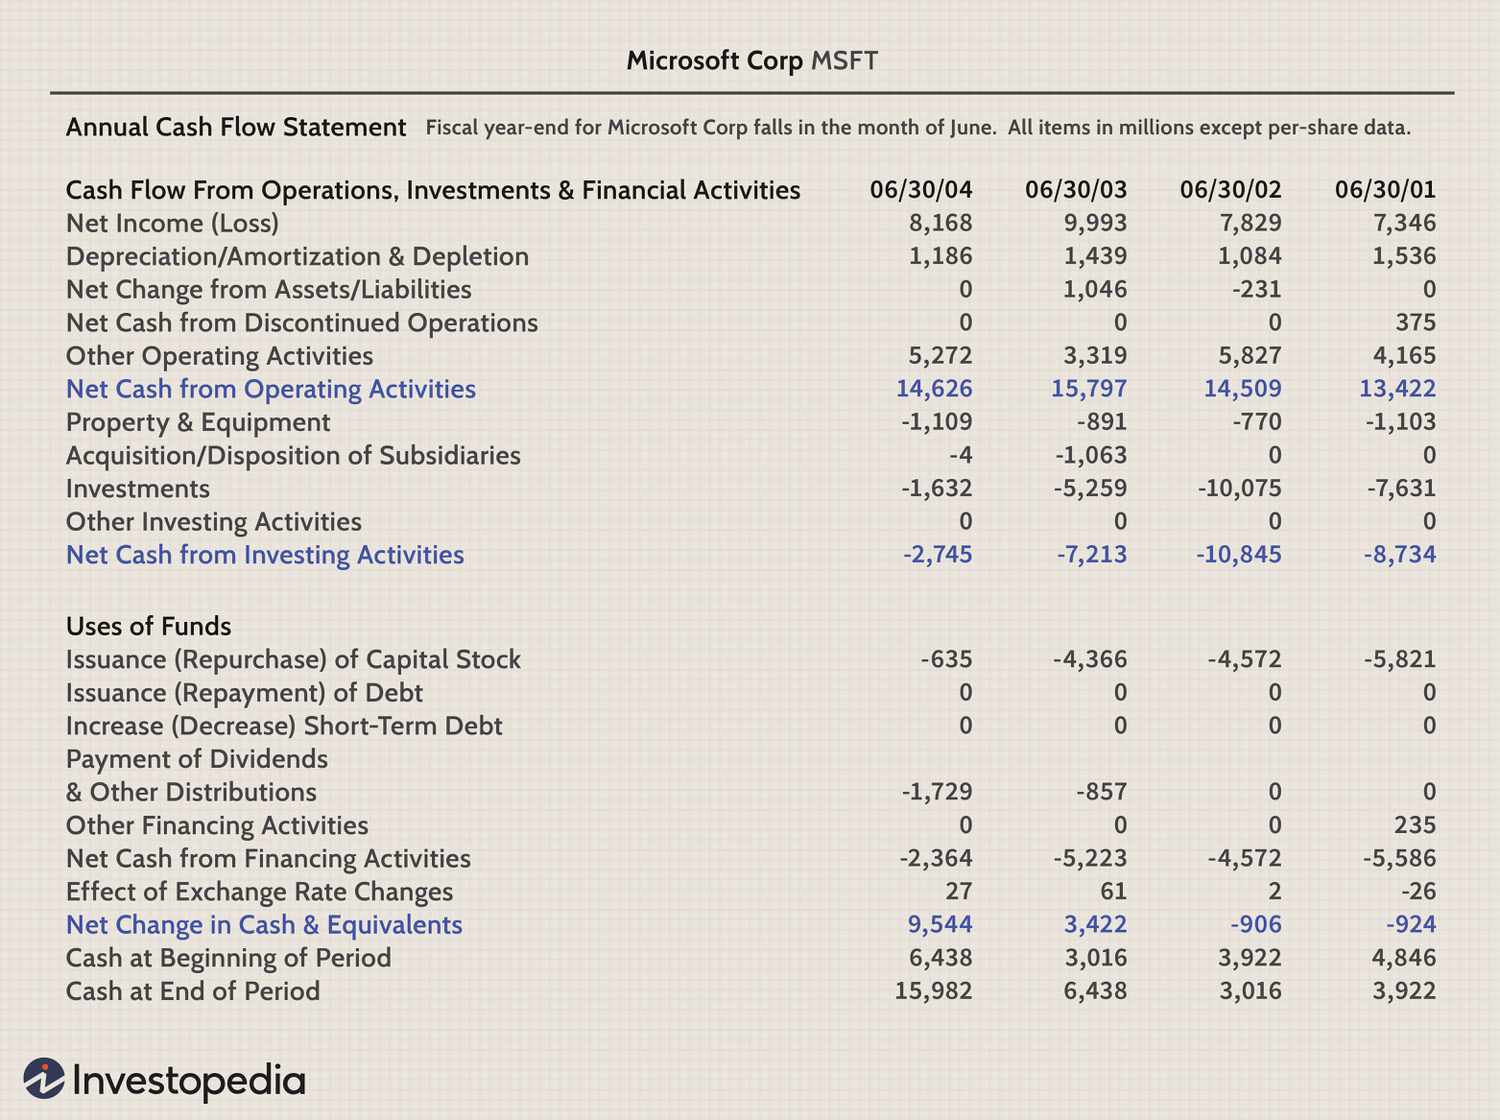 Microsoft Corp MSFT
Annual Cash Flow Statement Fiscal year-end for Microsoft Corp falls in the month of June. All items in millions except per-share data.
Cash Flow From Operations, Investments & Financial Activities 06/30/04 06/30/03 06/30/02 06/30/01
Net Income (Loss) 8,168 9,993 7,829 7,346
Depreciation/Amortization & Depletion 1,186 1,439 1,084 1,536
Net Change from Assets/Liabilities 0 1,046 -231 0
Net Cash from Discontinued Operations 0 0 0 375
Other Operating Activities 5,272 3,319 5,827 4,165
Net Cash from Operating Activities 14,626 15,797 14,509 13,422
Property & Equipment -1,109 -891 -770 -1,103
Acquisition/Disposition of Subsidiaries -4 -1,063 0 0
Investments -1,632 -5,259 -10,075 -7,631
Other Investing Activities 0 0 0 0
Net Cash from Investing Activities -2,745 -7,213 -10,845 -8,734
Uses of Funds
Issuance (Repurchase) of Capital Stock -635 -4,366 -4,572 -5,821
Issuance (Repayment) of Debt 0 0 0 0
Increase (Decrease) Short-Term Debt 0 0 0 0
Payment of Dividends
& Other Distributions -1,729 -857 0 0
Other Financing Activities 0 0 0 235
Net Cash from Financing Activities -2,364 -5,223 -4,572 -5,586
Effect of Exchange Rate Changes 27 61 2 -26
Net Change in Cash & Equivalents 9,544 3,422 -906 -924
Cash at Beginning of Period 6,438 3,016 3,922 4,846
Cash at End of Period 15,982 6,438 3,016 3,922
Investopedia